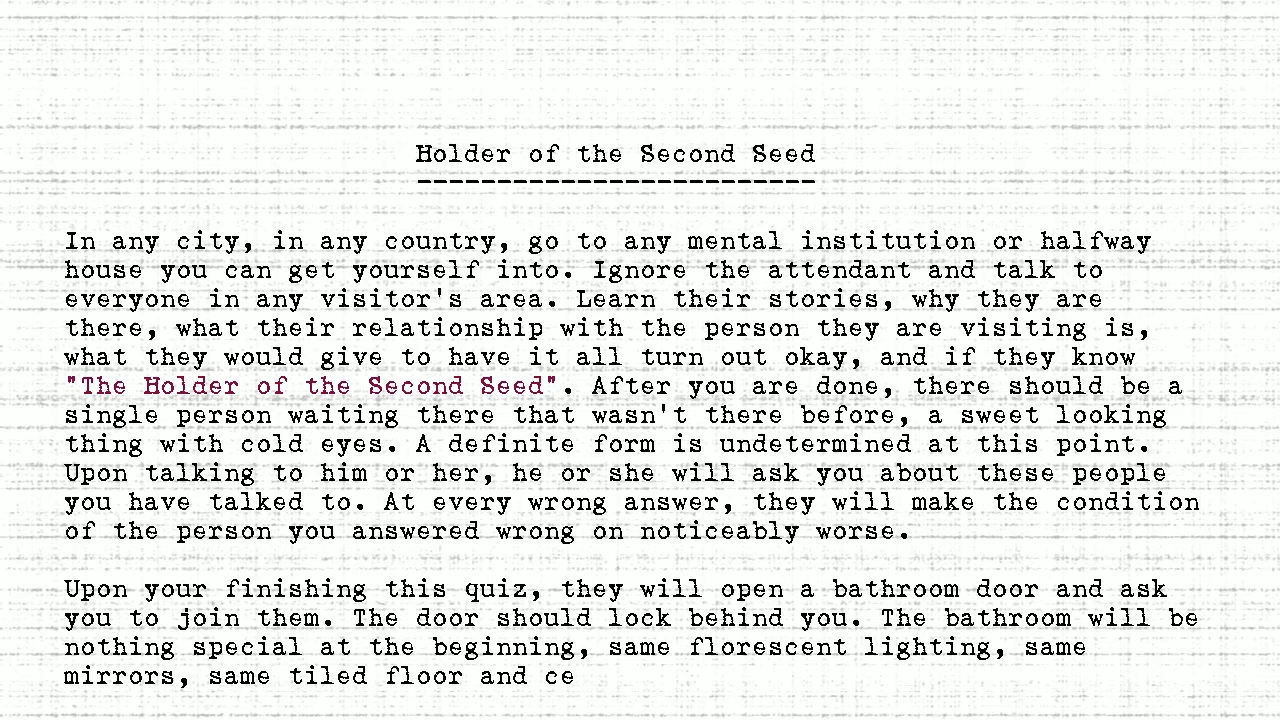 Holder of the Second Seed
-------------------------
In any city, in any country, go to any mental institution or halfway
house you can get yourself into. Ignore the attendant and talk to
everyone in any visitor's area. Learn their stories, why they are
there, what their relationship with the person they are visiting is,
what they would give to have it all turn out okay, and if they know
"The Holder of the Second Seed". After you are done, there should be a
single person waiting there that wasn't there before, a sweet looking
thing with cold eyes. A definite form is undetermined at this point.
Upon talking to him or her, he or she will ask you about these people
you have talked to. At every wrong answer, they will make the condition
of the person you answered wrong on noticeably worse.
Upon your finishing this quiz, they will open a bathroom door and ask
you to join them. The door should lock behind you. The bathroom will be
nothing special at the beginning, same florescent lighting, same
mirrors, same tiled floor and ce